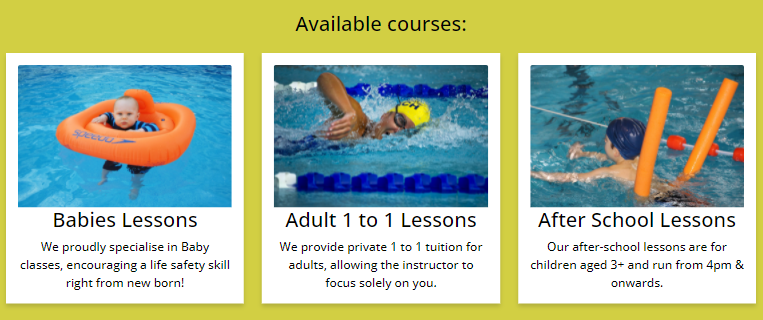 Available courses:
speedo
Babies Lessons
We proudly specialise in Baby
classes, encouraging a life safety skill
right from new born!
Adult 1 to 1 Lessons
We provide private 1 to 1 tuition for
adults, allowing the instructor to
focus solely on you.
After School Lessons
Our after-school lessons are for
children aged 3+ and run from 4pm &
onwards.